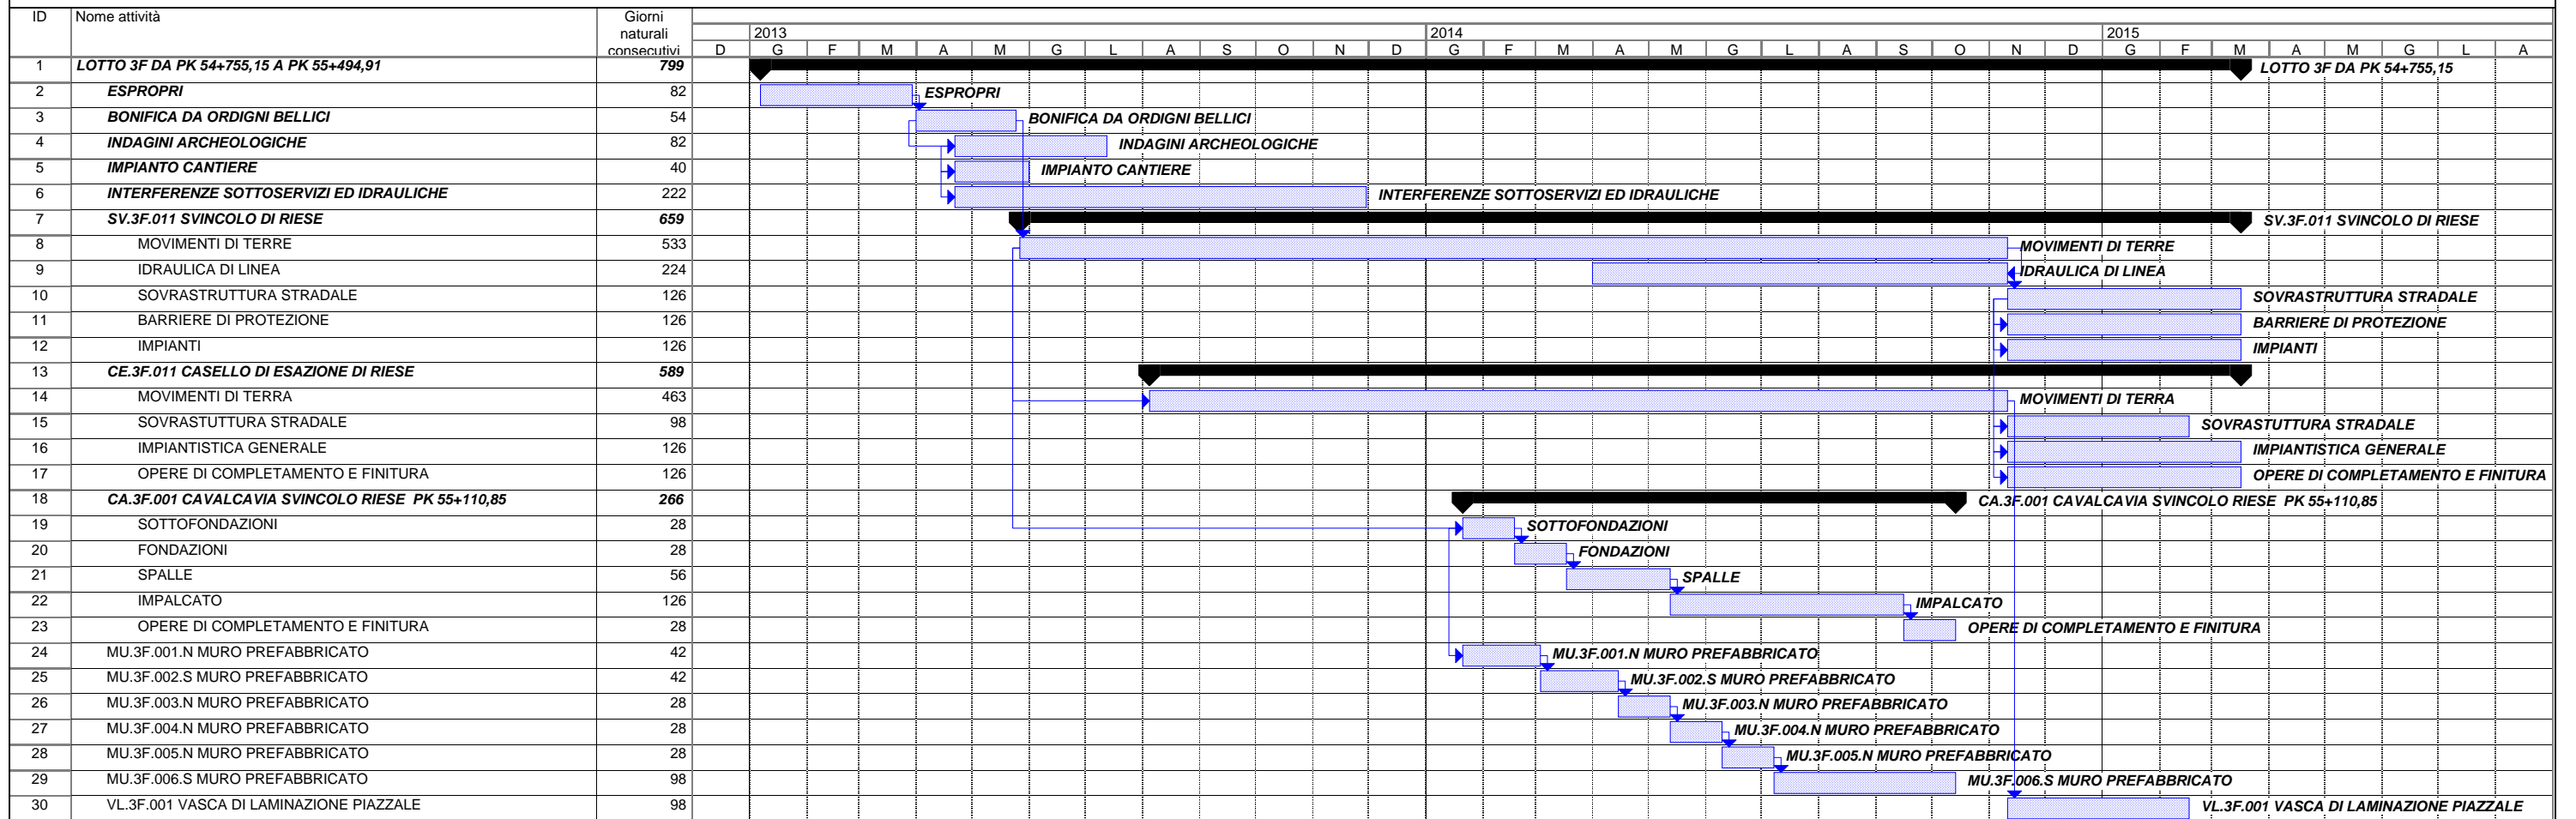 ID Nome attività Giorni naturali consecutivi
2013 2014 2015
D G F M A M G L A S O N D G F M A M G L A S O N D G F M A M G L A
1 LOTTO 3F DA PK 54+755,15 A PK 55+494,91 799 LOTTO 3F DA PK 54+755,15
2 ESPROPRI 82 ESPROPRI
3 BONIFICA DA ORDIGNI BELLICI 54 BONIFICA DA ORDIGNI BELLICI
4 INDAGINI ARCHEOLOGICHE 82 INDAGINI ARCHEOLOGICHE
5 IMPIANTO CANTIERE 40 IMPIANTO CANTIERE
6 INTERFERENZE SOTTOSERVIZI ED IDRAULICHE 222 INTERFERENZE SOTTOSERVIZI ED IDRAULICHE
7 SV.3F.011 SVINCOLO DI RIESE 659 SV.3F.011 SVINCOLO DI RIESE
8 MOVIMENTI DI TERRE 533 MOVIMENTI DI TERRE
9 IDRAULICA DI LINEA 224 IDRAULICA DI LINEA
10 SOVRASTRUTTURA STRADALE 126 SOVRASTRUTTURA STRADALE
11 BARRIERE DI PROTEZIONE 126 BARRIERE DI PROTEZIONE
12 IMPIANTI 126 IMPIANTI
13 CE.3F.011 CASELLO DI ESAZIONE DI RIESE 589
14 MOVIMENTI DI TERRA 463 MOVIMENTI DI TERRA
15 SOVRASTUTTURA STRADALE 98 SOVRASTUTTURA STRADALE
16 IMPIANTISTICA GENERALE 126 IMPIANTISTICA GENERALE
17 OPERE DI COMPLETAMENTO E FINITURA 126 OPERE DI COMPLETAMENTO E FINITURA
18 CA.3F.001 CAVALCAVIA SVINCOLO RIESE PK 55+110,85 266 CA.3F.001 CAVALCAVIA SVINCOLO RIESE PK 55+110,85
19 SOTTOFONDAZIONI 28 SOTTOFONDAZIONI
20 FONDAZIONI 28 FONDAZIONI
21 SPALLE 56 SPALLE
22 IMPALCATO 126 IMPALCATO
23 OPERE DI COMPLETAMENTO E FINITURA 28 OPERE DI COMPLETAMENTO E FINITURA
24 MU.3F.001.N MURO PREFABBRICATO 42 MU.3F.001.N MURO PREFABBRICATO
25 MU.3F.002.S MURO PREFABBRICATO 42 MU.3F.002.S MURO PREFABBRICATO
26 MU.3F.003.N MURO PREFABBRICATO 28 MU.3F.003.N MURO PREFABBRICATO
27 MU.3F.004.N MURO PREFABBRICATO 28 MU.3F.004.N MURO PREFABBRICATO
28 MU.3F.005.N MURO PREFABBRICATO 28 MU.3F.005.N MURO PREFABBRICATO
29 MU.3F.006.S MURO PREFABBRICATO 98 MU.3F.006.S MURO PREFABBRICATO
30 VL.3F.001 VASCA DI LAMINAZIONE PIAZZALE 98 VL.3F.001 VASCA DI LAMINAZIONE PIAZZALE